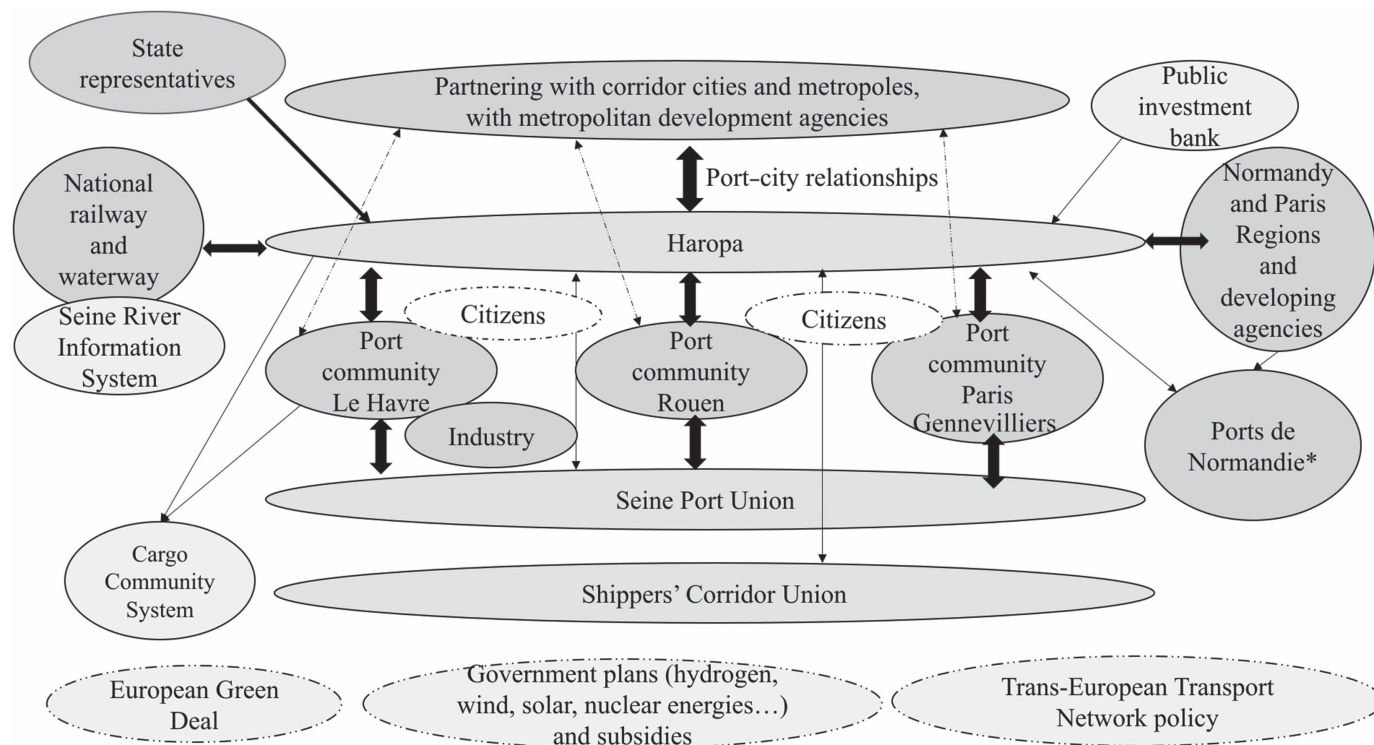 State
representatives
Partnering with corridor cities and metropoles,
with metropolitan development agencies
Public
investment
bank
National
railway
and
waterway
Port-city relationships
Normandy
and Paris
Regions
and
developing
agencies
Haropa
Seine River
Information
System
Citizens
Citizens
Port
community
Le Havre
Port
community
Rouen
Port
community
Paris
Gennevilliers
Industry
Ports de
Normandie*
Seine Port Union
Cargo
Community
System
Shippers’ Corridor Union
European Green
Deal
Government plans (hydrogen,
wind, solar, nuclear energies…)
and subsidies
Trans-European Transport
Network policy